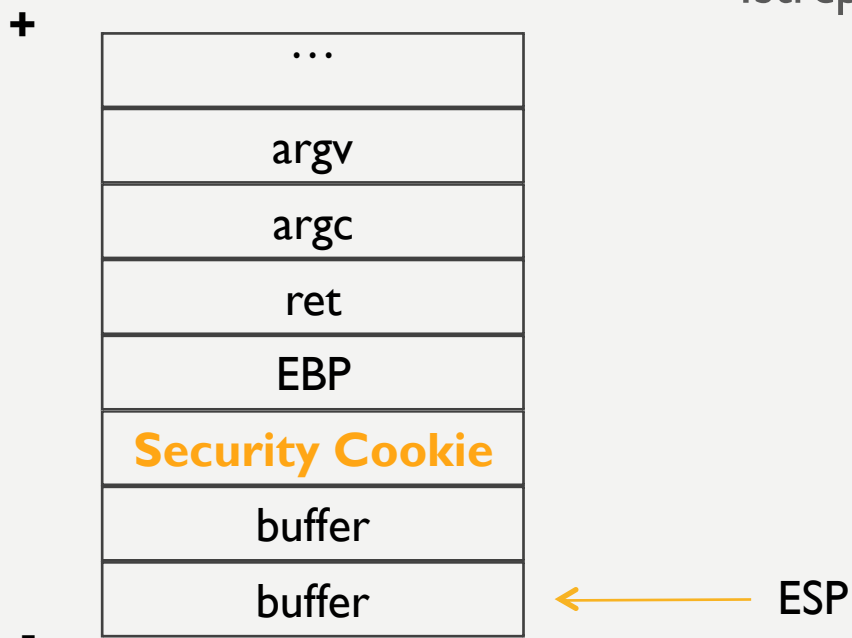 +
...
argv
argc
ret
EBP
Security Cookie
buffer
buffer
ESP
-